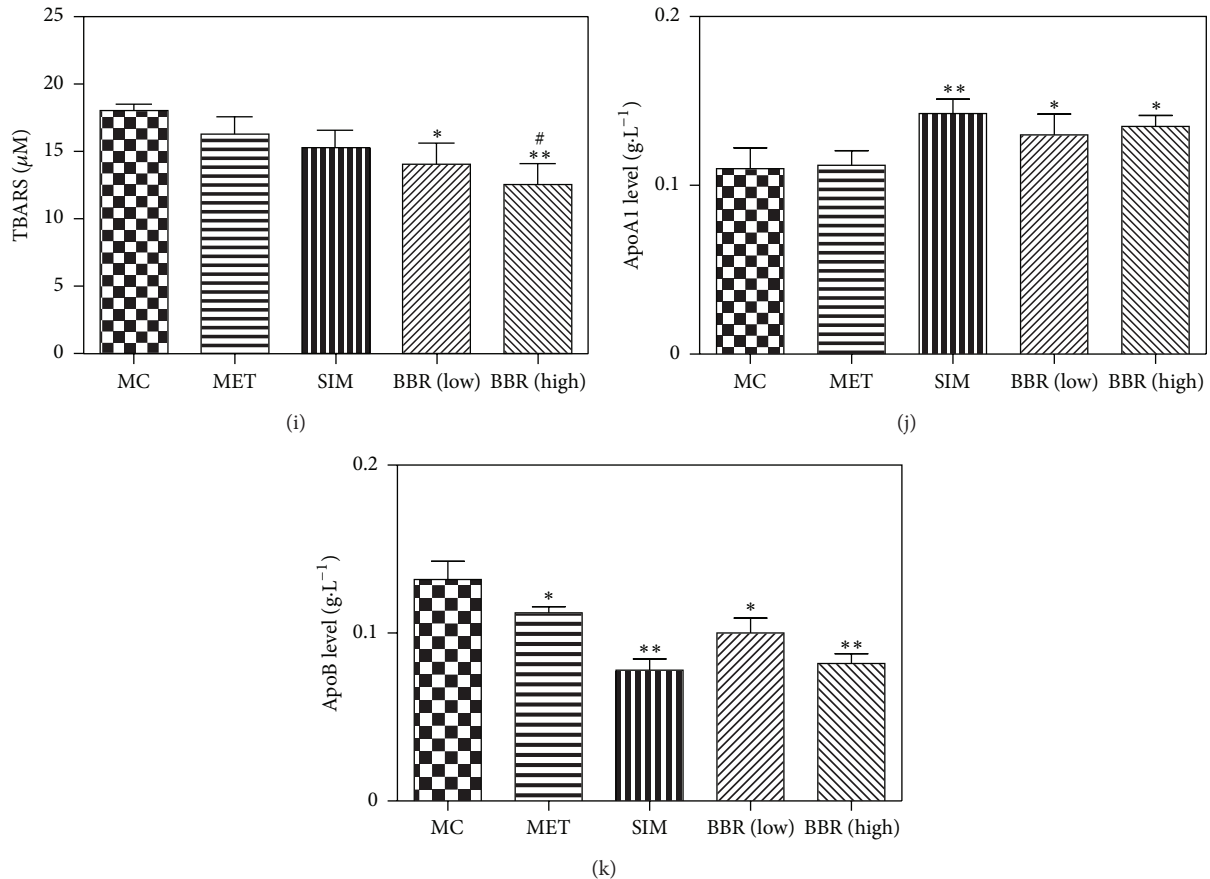 25
20
15
10
5
0
TBARS (μM)
*
#
**
MC MET SIM BBR (low) BBR (high)
(i)
0.2
0.1
0
ApoA1 level (g·L⁻¹)
**
*
*
MC MET SIM BBR (low) BBR (high)
(j)
0.2
0.1
0
ApoB level (g·L⁻¹)
*
**
*
**
MC MET SIM BBR (low) BBR (high)
(k)